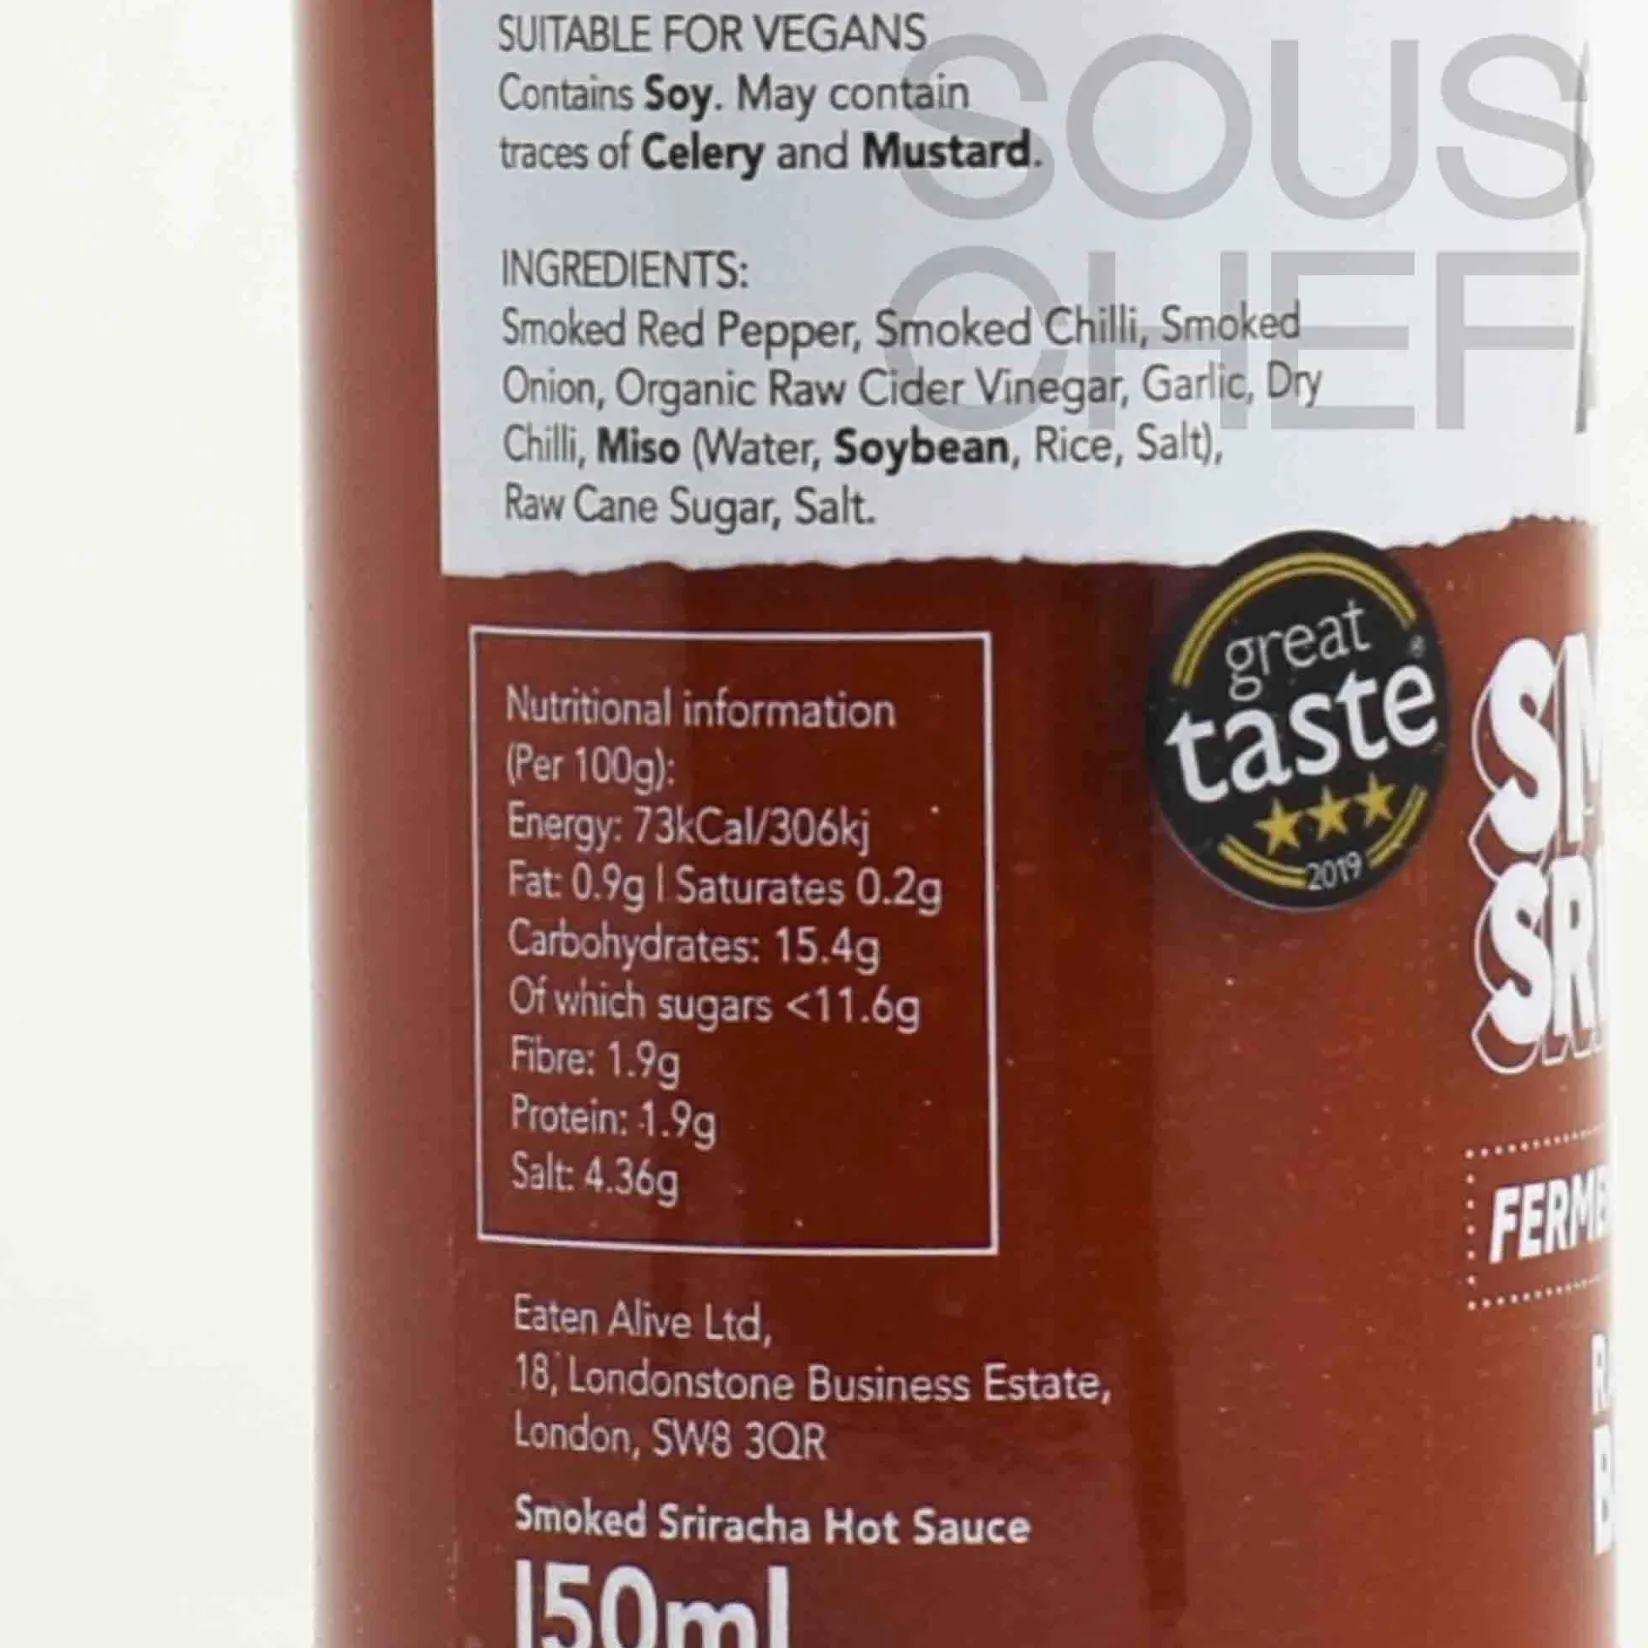 SUITABLE FOR VEGANS
Contains Soy. May contain
traces of Celery and Mustard.
SOUS
CHEF
INGREDIENTS:
Smoked Red Pepper, Smoked Chilli, Smoked
Onion, Organic Raw Cider Vinegar, Garlic, Dry
Chilli, Miso (Water, Soybean, Rice, Salt),
Raw Cane Sugar, Salt.
great
taste
2019
Nutritional information
(Per 100g):
Energy: 73kCal/306kj
Fat: 0.9g | Saturates 0.2g
Carbohydrates: 15.4g
Of which sugars <11.6g
Fibre: 1.9g
Protein: 1.9g
Salt: 4.36g
Eaten Alive Ltd,
18, Londonstone Business Estate,
London, SW8 3QR
Smoked Sriracha Hot Sauce
150ml